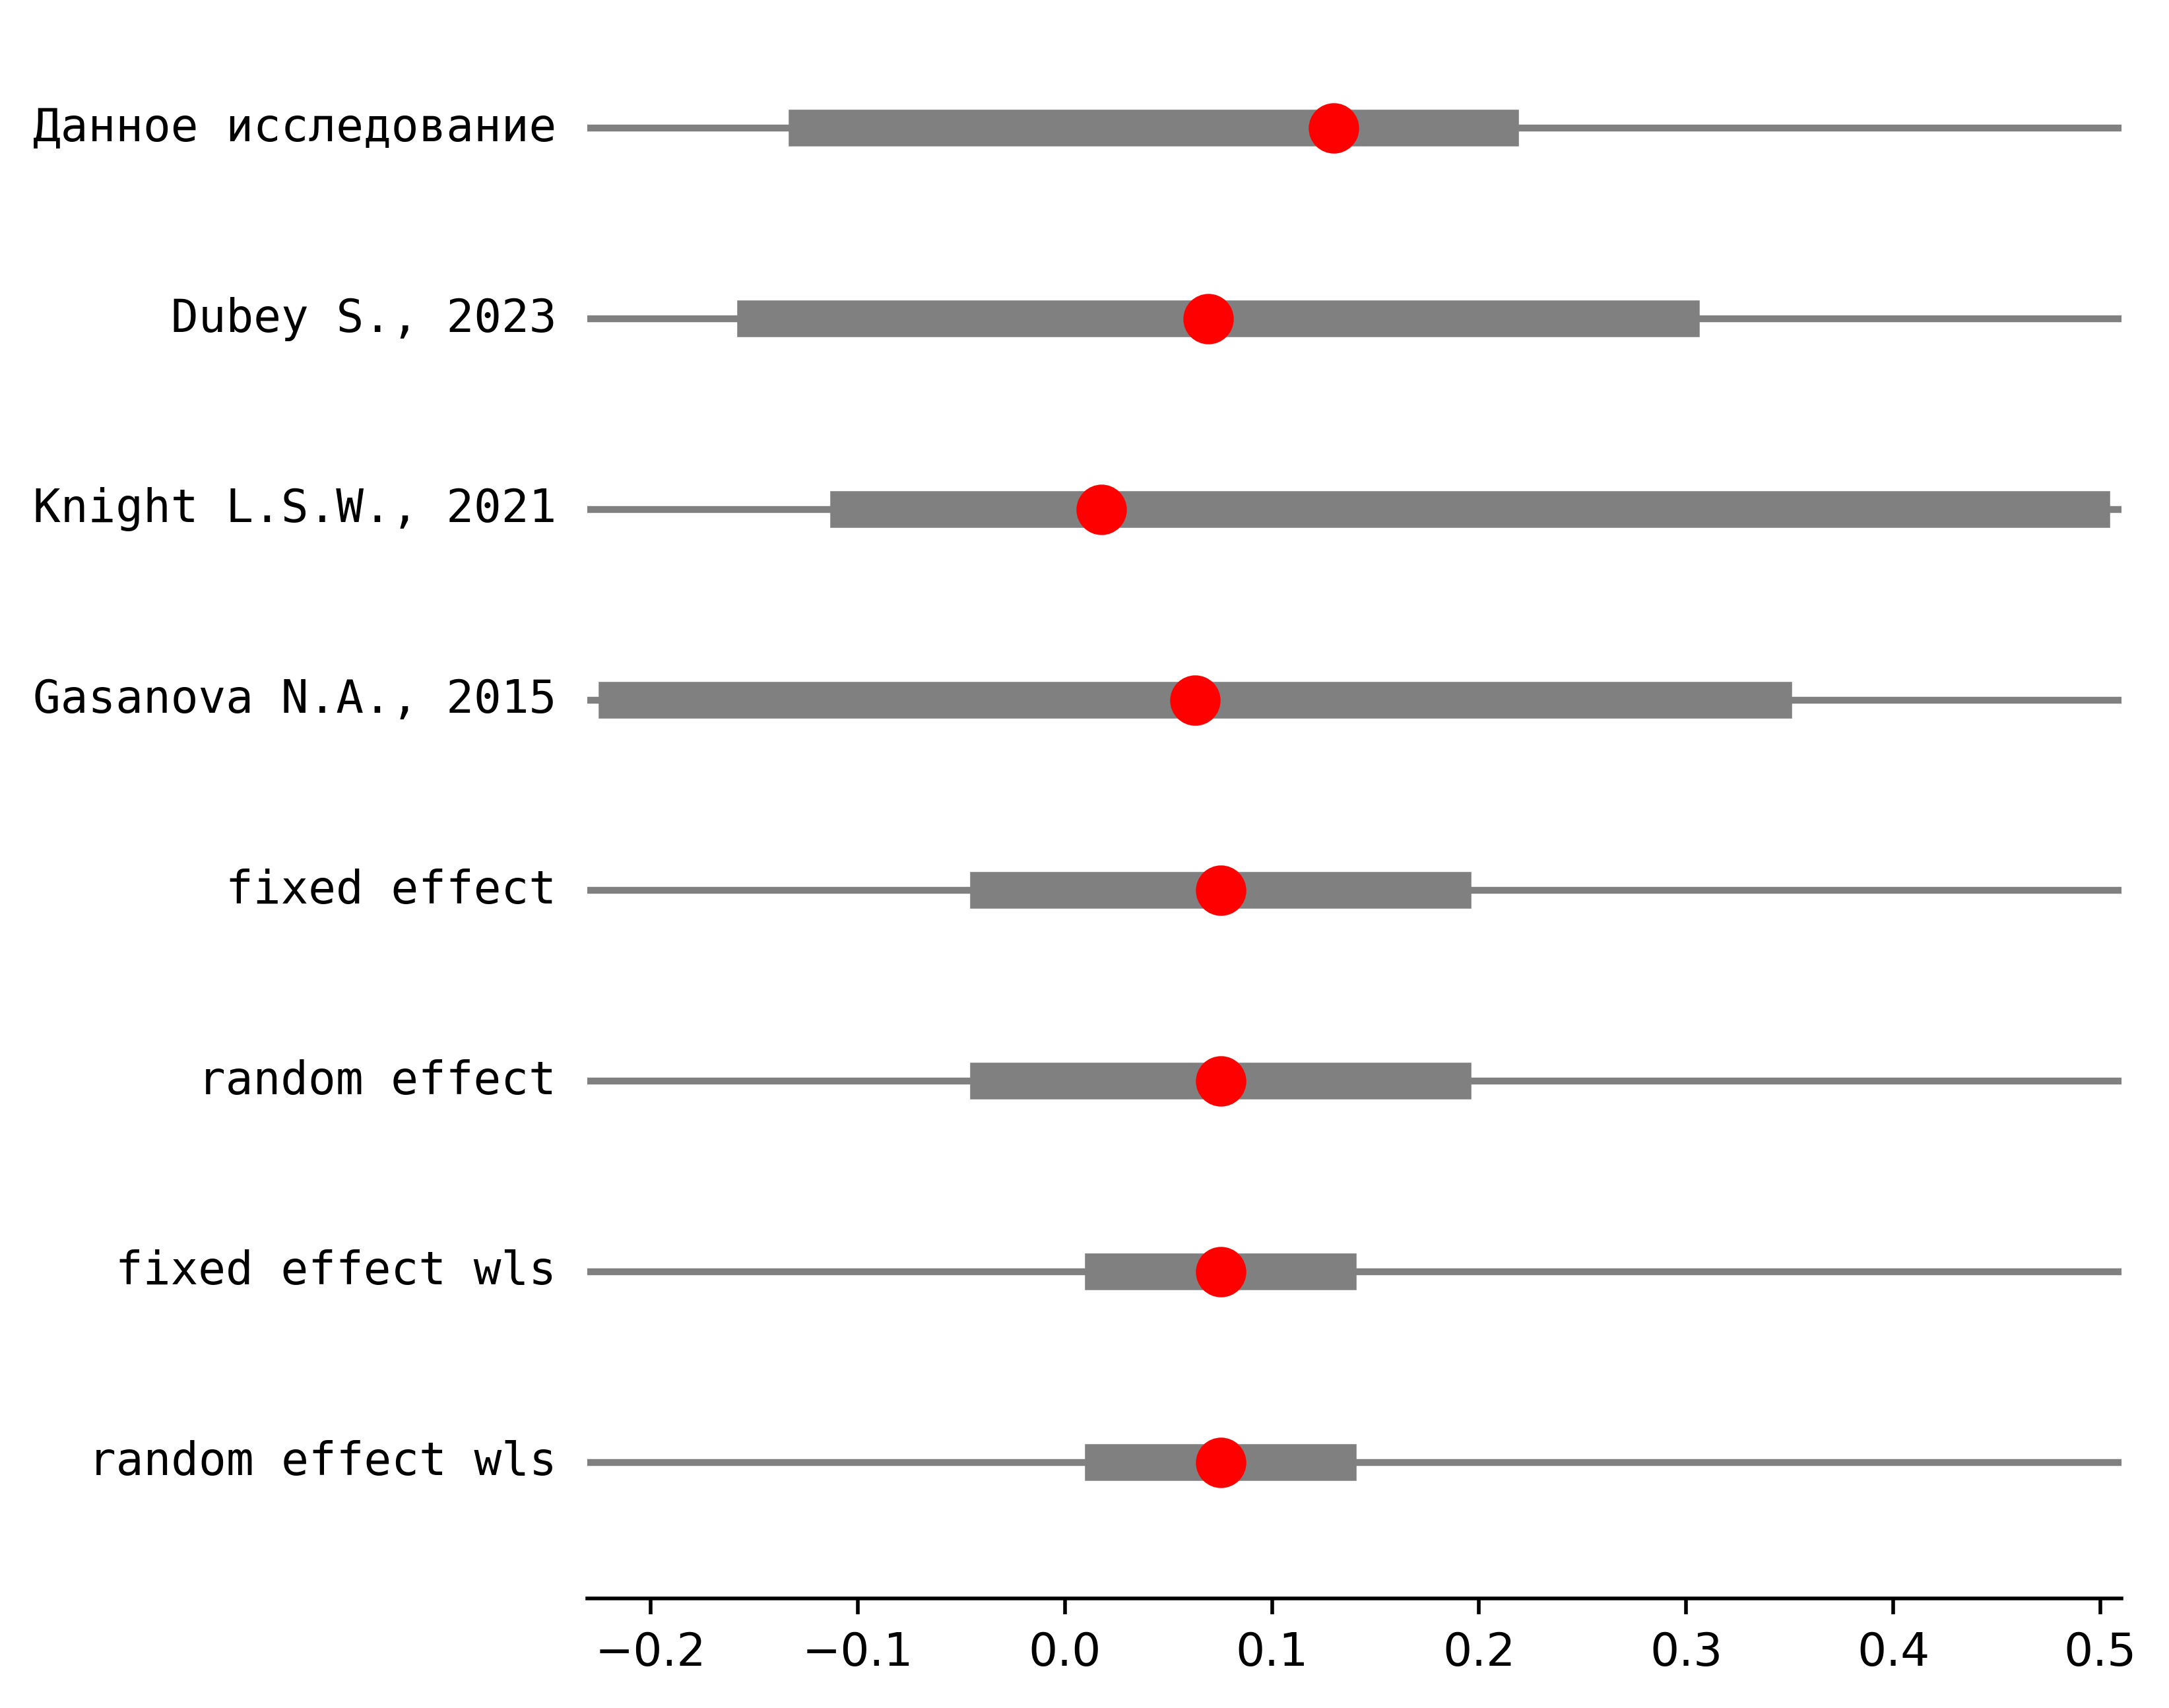 Данное исследование
Dubey S., 2023
Knight L.S.W., 2021
Gasanova N.A., 2015
fixed effect
random effect
fixed effect wls
random effect wls
−0.2 −0.1 0.0 0.1 0.2 0.3 0.4 0.5